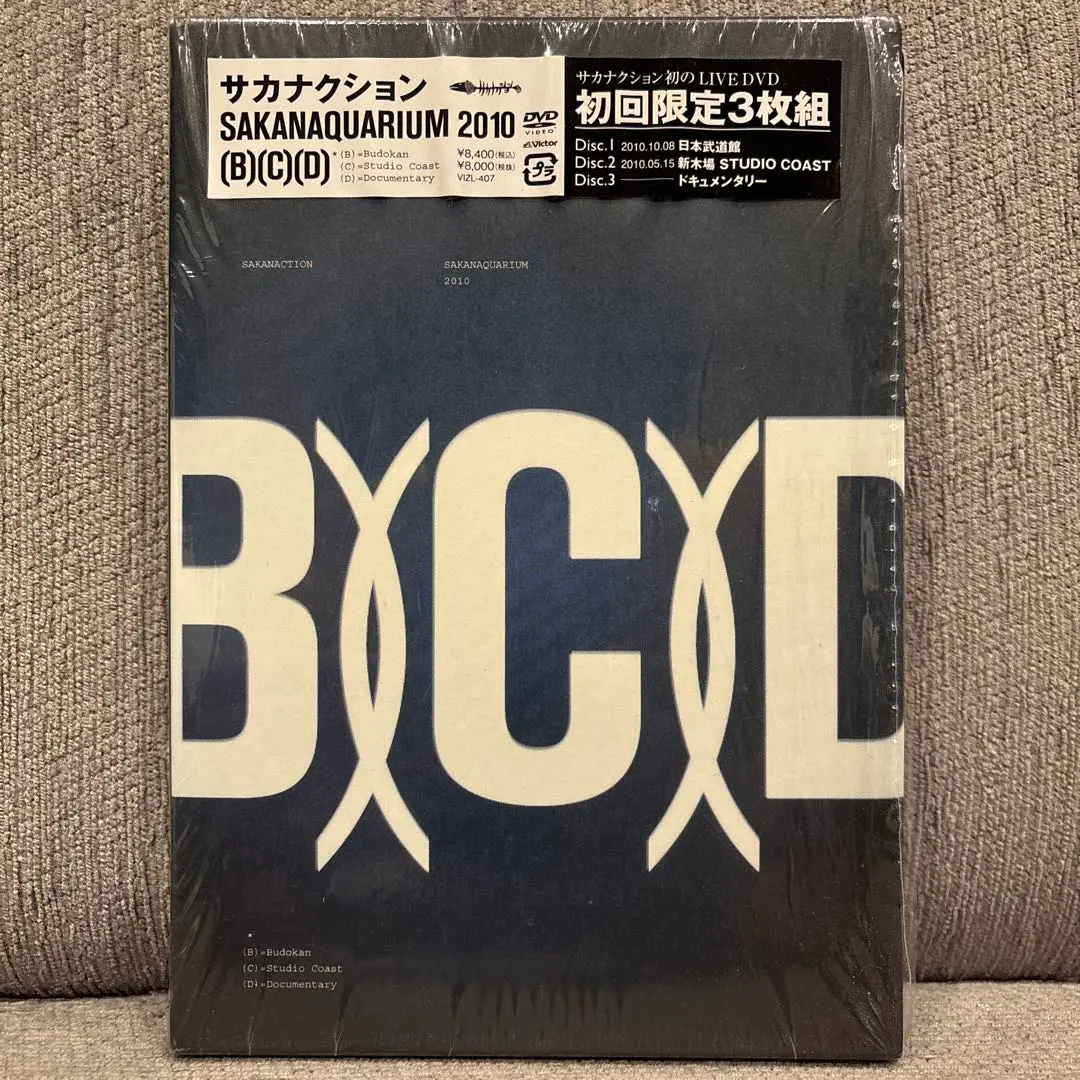 サカナクション
SAKANAQUARIUM 2010
(B)(C)(D)
*(B)=Budokan
(C)=Studio Coast
(D)=Documentary
¥8,400(税込)
¥8,000(税抜)
VIZL-407
DVD
VIDEO
Victor
プラ
サカナクション初の LIVE DVD
初回限定3枚組
Disc.1 2010.10.08 日本武道館
Disc.2 2010.05.15 新木場 STUDIO COAST
Disc.3 ドキュメンタリー
SAKANACTION
SAKANAQUARIUM
2010
B)(C)(D
*
(B)=Budokan
(C)=Studio Coast
(D)=Documentary